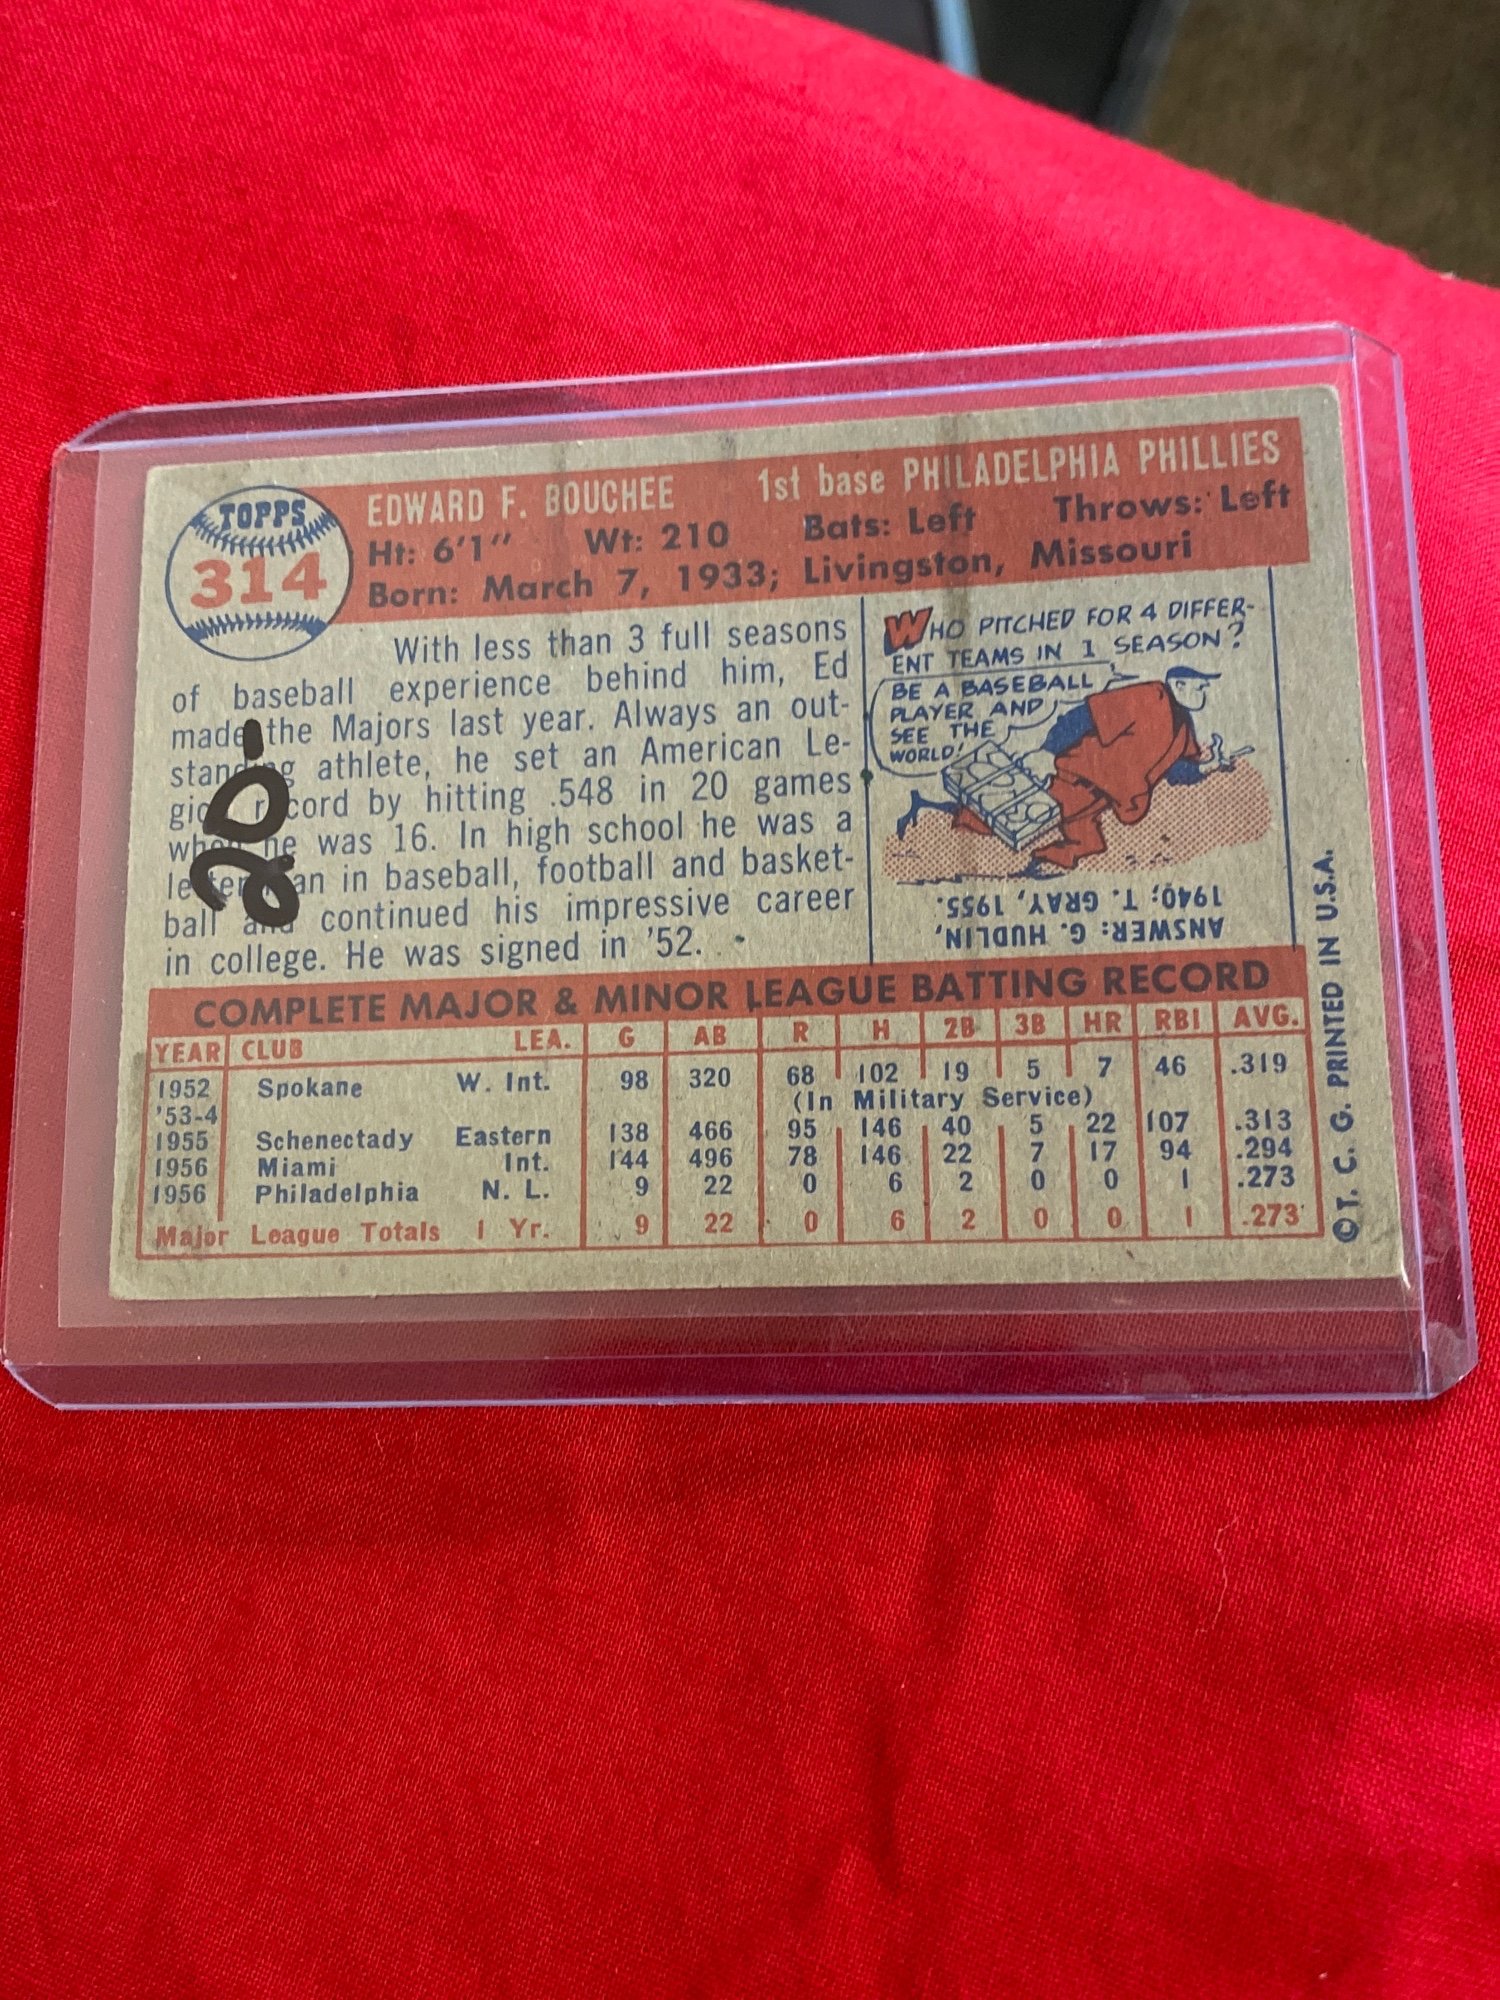 TOPPS
314
EDWARD F. BOUCHEE 1st base PHILADELPHIA PHILLIES
Ht: 6'1" Wt: 210 Bats: Left Throws: Left
Born: March 7, 1933; Livingston, Missouri
With less than 3 full seasons
of baseball experience behind him, Ed
made the Majors last year. Always an out-
standing athlete, he set an American Le-
gion record by hitting .548 in 20 games
when he was 16. In high school he was a
letterman in baseball, football and basket-
ball and continued his impressive career
in college. He was signed in '52.
20-
WHO PITCHED FOR 4 DIFFER-
ENT TEAMS IN 1 SEASON?
BE A BASEBALL
PLAYER AND
SEE THE
WORLD!
ANSWER: G. HUDLIN,
1940; T. GRAY, 1955.
COMPLETE MAJOR & MINOR LEAGUE BATTING RECORD
YEAR CLUB LEA. G AB R H 2B 3B HR RBI AVG.
1952 Spokane W. Int. 98 320 68 102 19 5 7 46 .319
'53-4 (In Military Service)
1955 Schenectady Eastern 138 466 95 146 40 5 22 107 .313
1956 Miami Int. 144 496 78 146 22 7 17 94 .294
1956 Philadelphia N. L. 9 22 0 6 2 0 0 1 .273
Major League Totals 1 Yr. 9 22 0 6 2 0 0 1 .273
© T. C. G. PRINTED IN U.S.A.